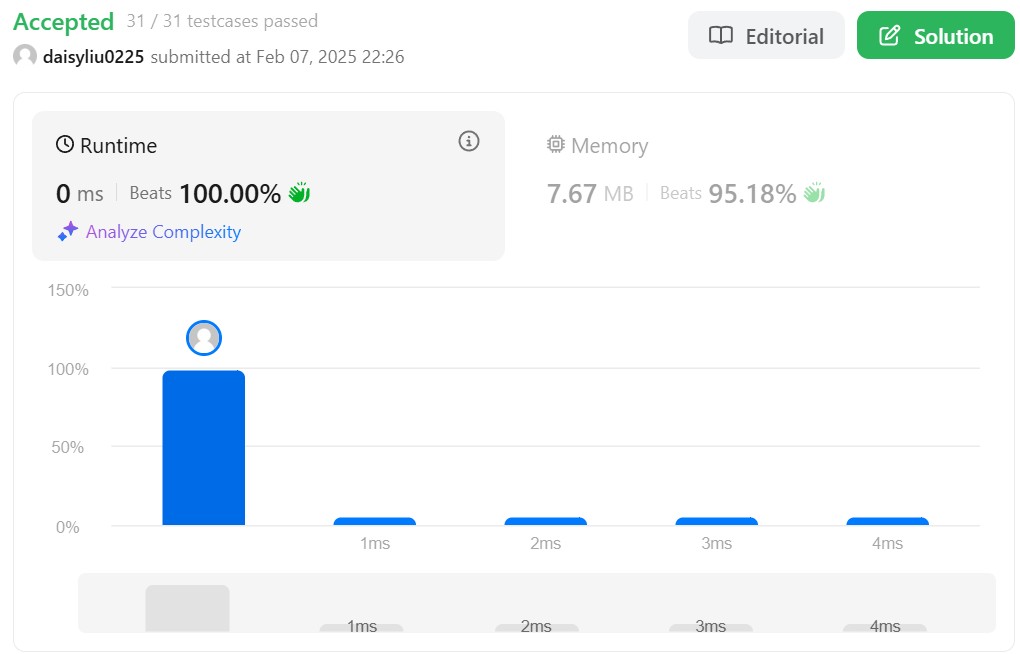 Accepted 31 / 31 testcases passed
daisyliu0225 submitted at Feb 07, 2025 22:26
Editorial
Solution
Runtime
0 ms Beats 100.00%
Analyze Complexity
Memory
7.67 MB Beats 95.18%
150%
100%
50%
0%
1ms 2ms 3ms 4ms
1ms 2ms 3ms 4ms